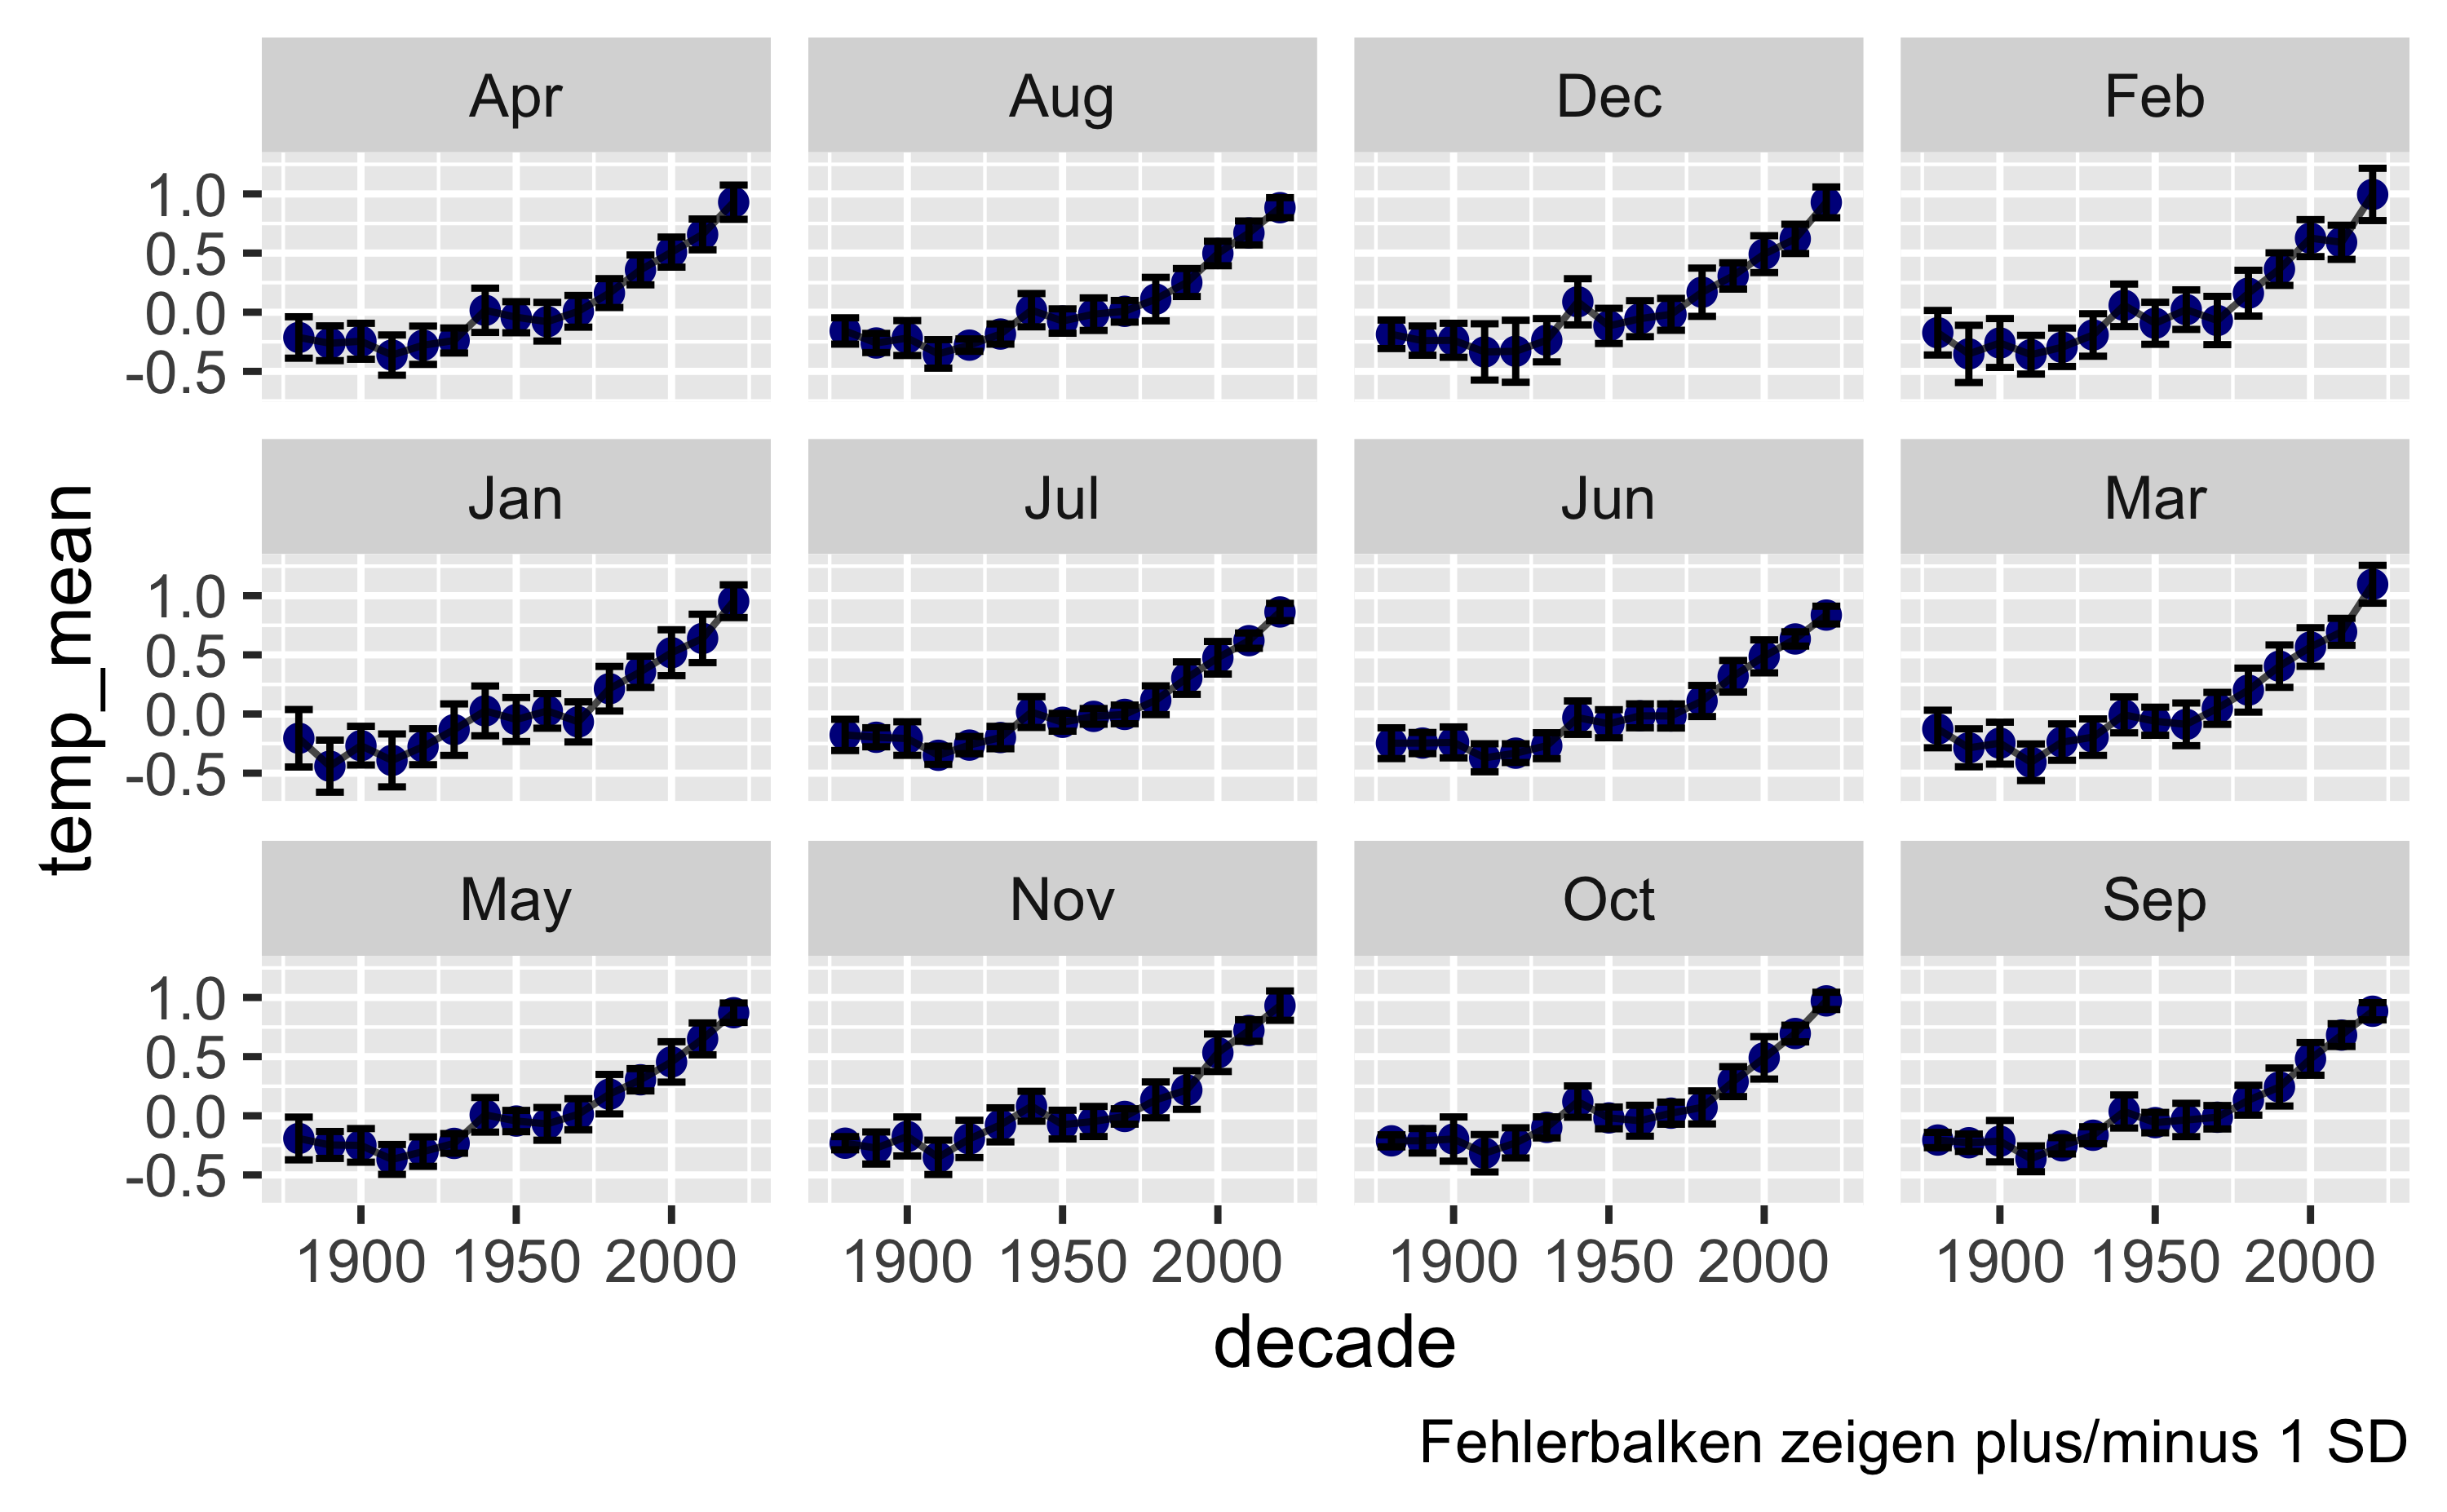 Apr Aug Dec Feb
1.0
0.5
0.0
-0.5
Jan Jul Jun Mar
1.0
0.5
0.0
-0.5
May Nov Oct Sep
1.0
0.5
0.0
-0.5
temp_mean
1900 1950 2000 1900 1950 2000 1900 1950 2000 1900 1950 2000
decade
Fehlerbalken zeigen plus/minus 1 SD